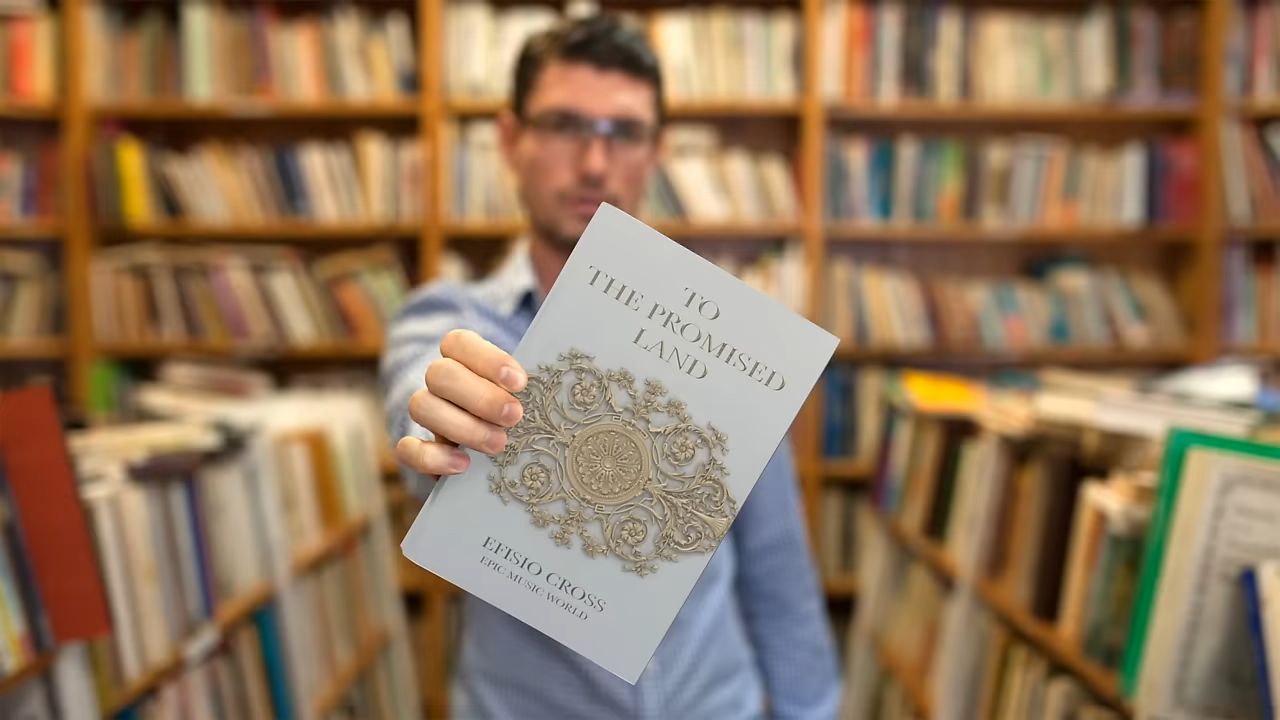 TO
THE PROMISED
LAND
EFISIO CROSS
EPIC MUSIC WORLD